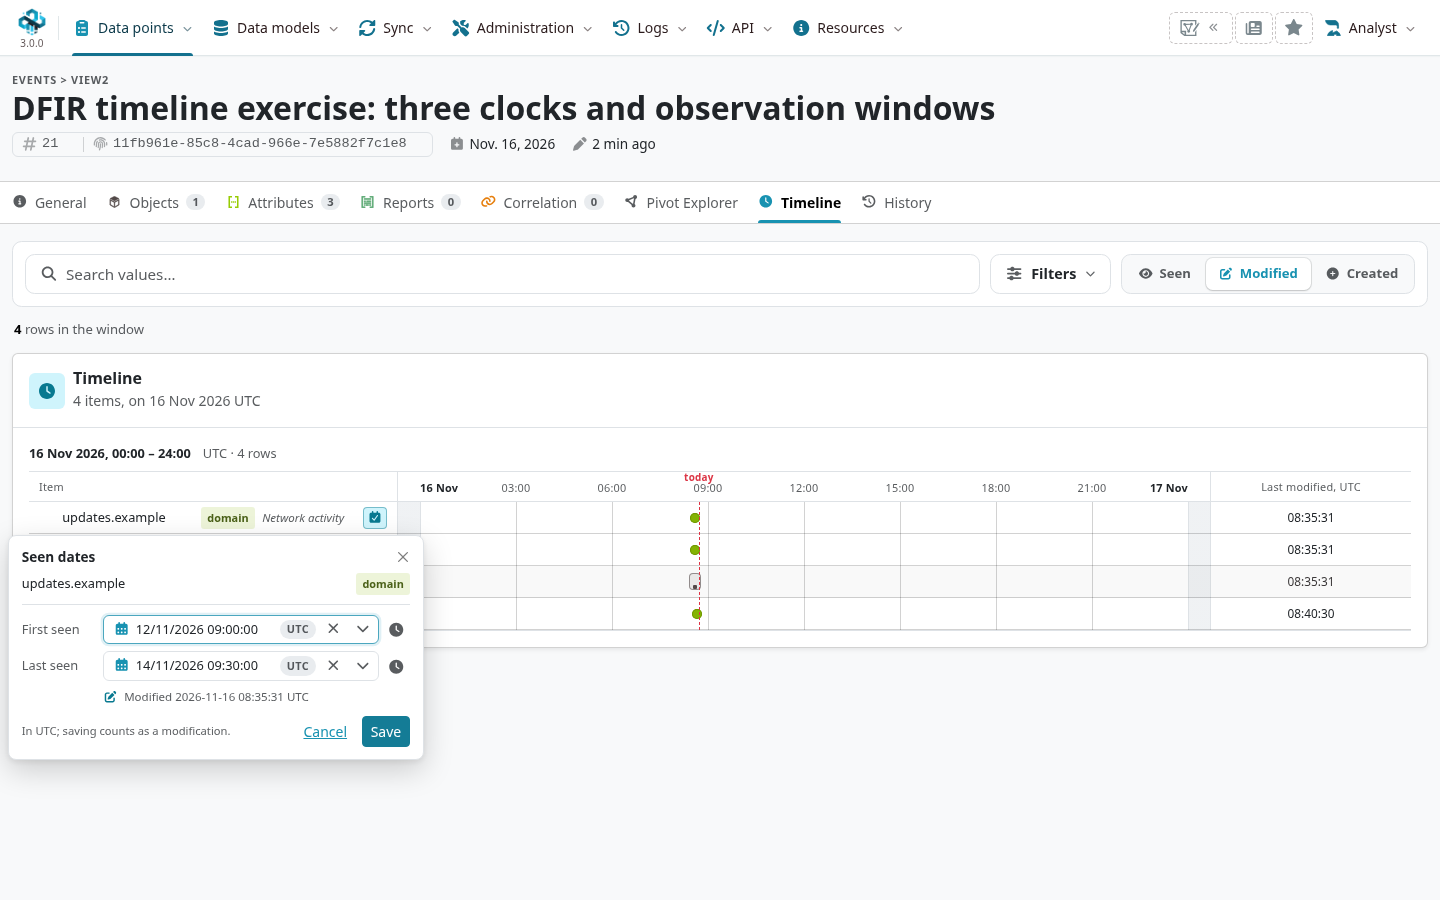 Data points
Data models
Sync
Administration
Logs
API
Resources
Analyst
3.0.0
EVENTS > VIEW2
DFIR timeline exercise: three clocks and observation windows
21 11fb961e-85c8-4cad-966e-7e5882f7c1e8 Nov. 16, 2026 2 min ago
General
Objects 1
Attributes 3
Reports 0
Correlation 0
Pivot Explorer
Timeline
History
Search values...
Filters
Seen
Modified
Created
4 rows in the window
Timeline
4 items, on 16 Nov 2026 UTC
16 Nov 2026, 00:00 – 24:00 UTC · 4 rows
today
Item 16 Nov 03:00 06:00 09:00 12:00 15:00 18:00 21:00 17 Nov Last modified, UTC
updates.example domain Network activity 08:35:31
08:35:31
08:35:31
08:40:30
Seen dates
updates.example domain
First seen 12/11/2026 09:00:00 UTC
Last seen 14/11/2026 09:30:00 UTC
Modified 2026-11-16 08:35:31 UTC
In UTC; saving counts as a modification. Cancel Save